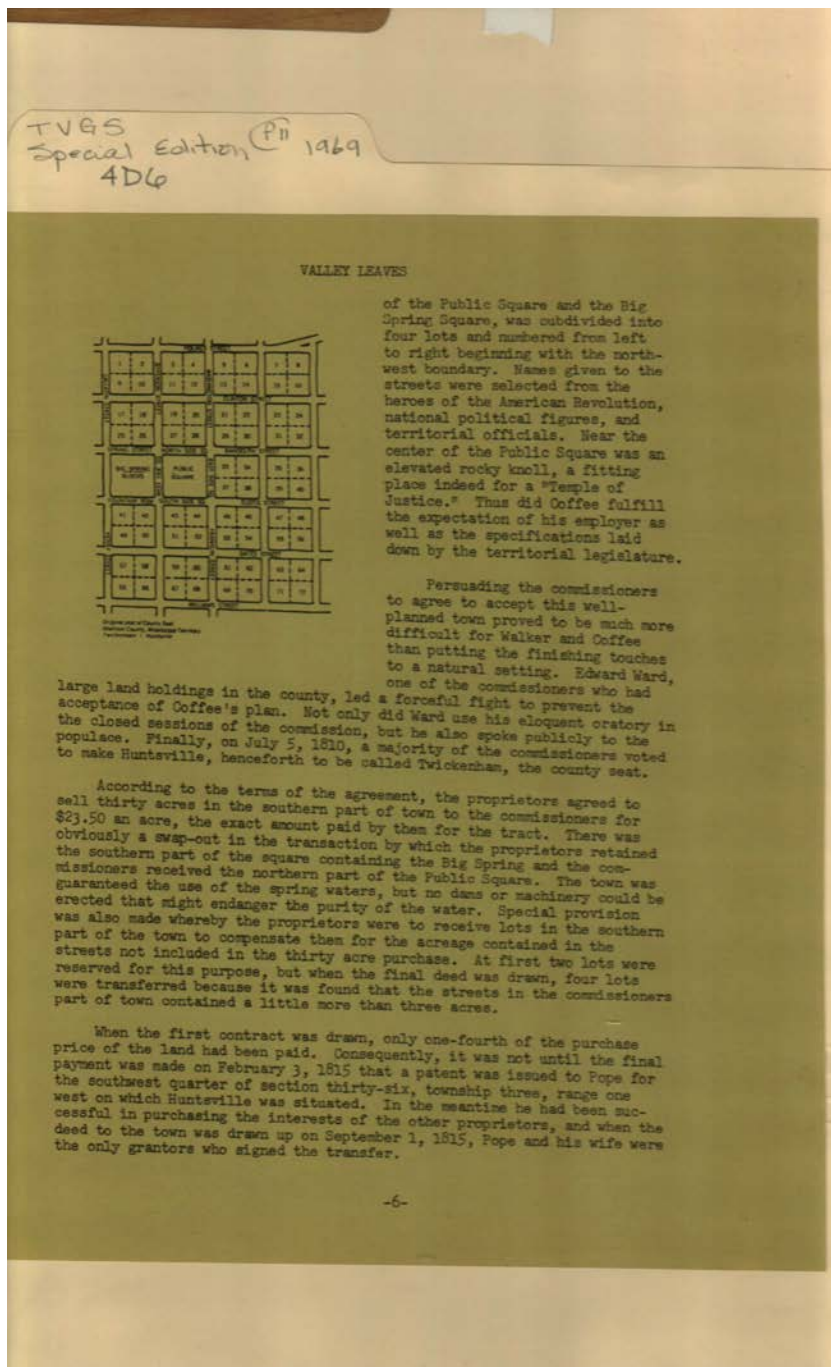 TVGS
Special Edition P11 1969
4D6
VALLEY LEAVES
of the Public Square and the Big
Spring Square, was subdivided into
four lots and numbered from left
to right beginning with the north-
west boundary. Names given to the
streets were selected from the
heroes of the American Revolution,
national political figures, and
territorial officials. Near the
center of the Public Square was an
elevated rocky knoll, a fitting
place indeed for a "Temple of
Justice." Thus did Coffee fulfill
the expectation of his employer as
well as the specifications laid
down by the territorial legislature.
BIG SPRING
PUBLIC
SQUARE
Persuading the commissioners
to agree to accept this well-
planned town proved to be much more
difficult for Walker and Coffee
than putting the finishing touches
to a natural setting. Edward Ward,
one of the commissioners who had
large land holdings in the county, led a forceful fight to prevent the
acceptance of Coffee's plan. Not only did Ward use his eloquent oratory in
the closed sessions of the commission, but he also spoke publicly to the
populace. Finally, on July 5, 1810, a majority of the commissioners voted
to make Huntsville, henceforth to be called Twickenham, the county seat.
According to the terms of the agreement, the proprietors agreed to
sell thirty acres in the southern part of town to the commissioners for
$23.50 an acre, the exact amount paid by them for the tract. There was
obviously a swap-out in the transaction by which the proprietors retained
the southern part of the square containing the Big Spring and the com-
missioners received the northern part of the Public Square. The town was
guaranteed the use of the spring waters, but no dams or machinery could be
erected that might endanger the purity of the water. Special provision
was also made whereby the proprietors were to receive lots in the southern
part of the town to compensate them for the acreage contained in the
streets not included in the thirty acre purchase. At first two lots were
reserved for this purpose, but when the final deed was drawn, four lots
were transferred because it was found that the streets in the commissioners
part of town contained a little more than three acres.
When the first contract was drawn, only one-fourth of the purchase
price of the land had been paid. Consequently, it was not until the final
payment was made on February 3, 1815 that a patent was issued to Pope for
the southwest quarter of section thirty-six, township three, range one
west on which Huntsville was situated. In the meantime he had been suc-
cessful in purchasing the interests of the other proprietors, and when the
deed to the town was drawn up on September 1, 1815, Pope and his wife were
the only grantors who signed the transfer.
-6-